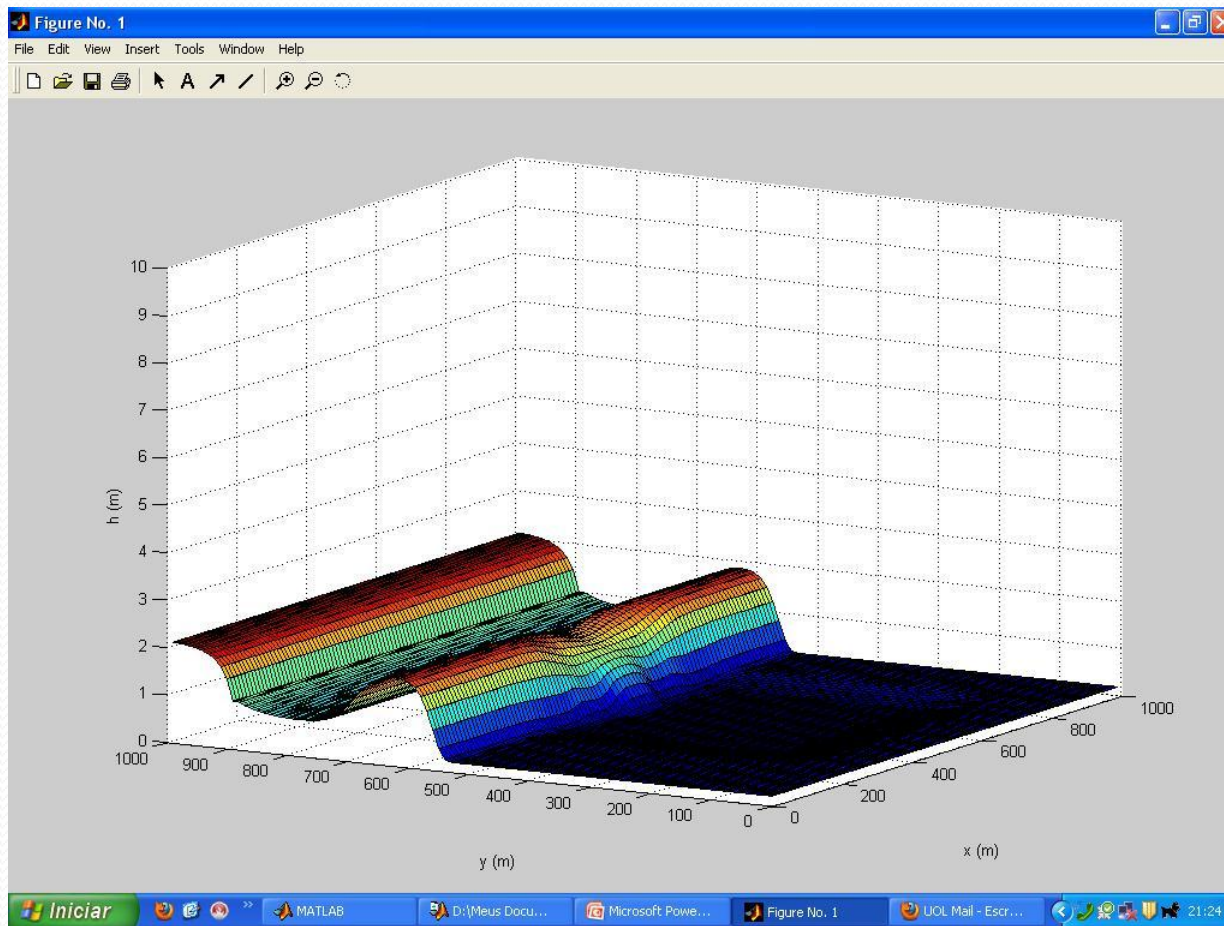 Figure No. 1
File Edit View Insert Tools Window Help
A
10
9
8
7
6
5
4
3
2
1
0
h (m)
1000
900
800
700
600
500
400
300
200
100
0
y (m)
0
200
400
600
800
1000
x (m)
Iniciar
MATLAB
D:\Meus Docu...
Microsoft Powe...
Figure No. 1
UOL Mail - Escr...
21:24